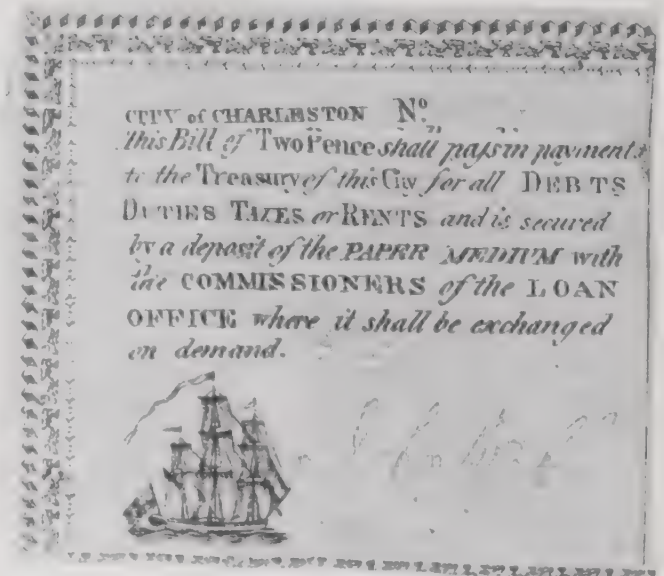 CITY of CHARLESTON Nº
This Bill of Two Pence shall pass in payments
to the Treasury of this City for all DEBTS
DUTIES TAXES or RENTS and is secured
by a deposit of the PAPER MEDIUM with
the COMMISSIONERS of the LOAN
OFFICE where it shall be exchanged
on demand.